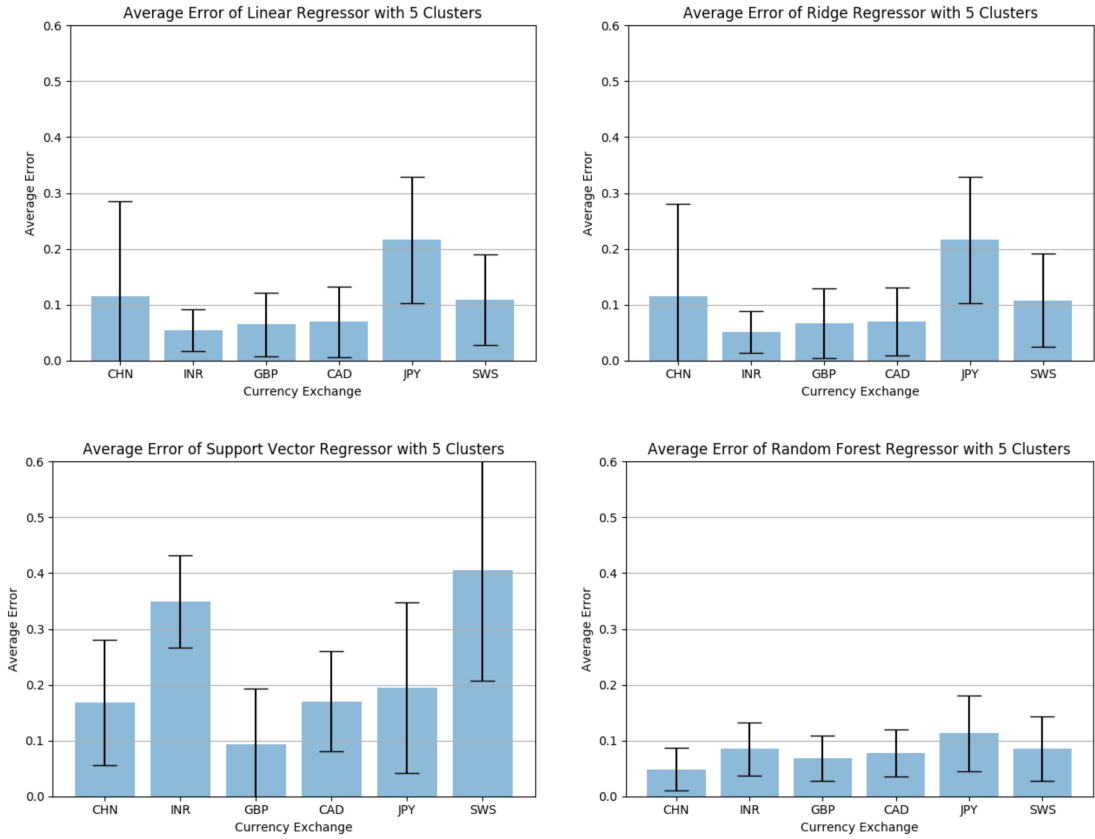 Average Error of Linear Regressor with 5 Clusters
0.6
0.5
0.4
0.3
0.2
0.1
0.0
Average Error
CHN INR GBP CAD JPY SWS
Currency Exchange
Average Error of Ridge Regressor with 5 Clusters
0.6
0.5
0.4
0.3
0.2
0.1
0.0
Average Error
CHN INR GBP CAD JPY SWS
Currency Exchange
Average Error of Support Vector Regressor with 5 Clusters
0.6
0.5
0.4
0.3
0.2
0.1
0.0
Average Error
CHN INR GBP CAD JPY SWS
Currency Exchange
Average Error of Random Forest Regressor with 5 Clusters
0.6
0.5
0.4
0.3
0.2
0.1
0.0
Average Error
CHN INR GBP CAD JPY SWS
Currency Exchange